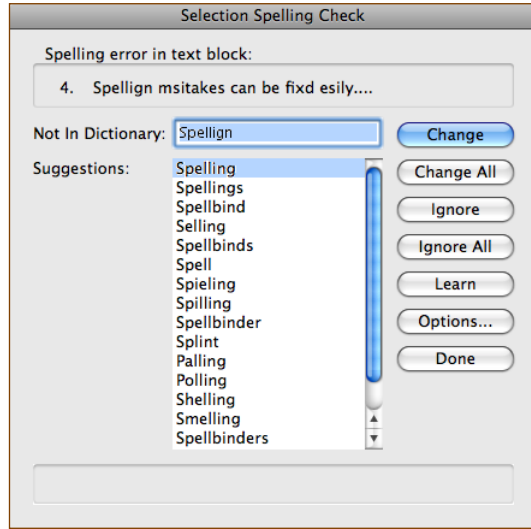 Selection Spelling Check
Spelling error in text block:
4. Spellign msitakes can be fixd esily....
Not In Dictionary: Spellign
Change
Suggestions:
Spelling
Spellings
Spellbind
Selling
Spellbinds
Spell
Spieling
Spilling
Spellbinder
Splint
Palling
Polling
Shelling
Smelling
Spellbinders
Change All
Ignore
Ignore All
Learn
Options...
Done